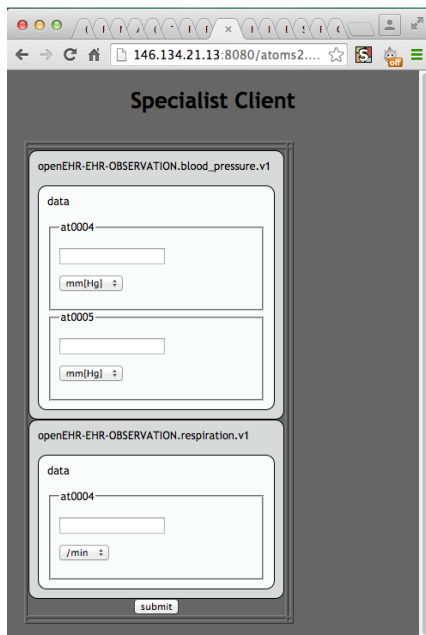 146.134.21.13:8080/atoms2....
off
Specialist Client
openEHR-EHR-OBSERVATION.blood_pressure.v1
data
at0004
mm[Hg]
at0005
mm[Hg]
openEHR-EHR-OBSERVATION.respiration.v1
data
at0004
/min
submit